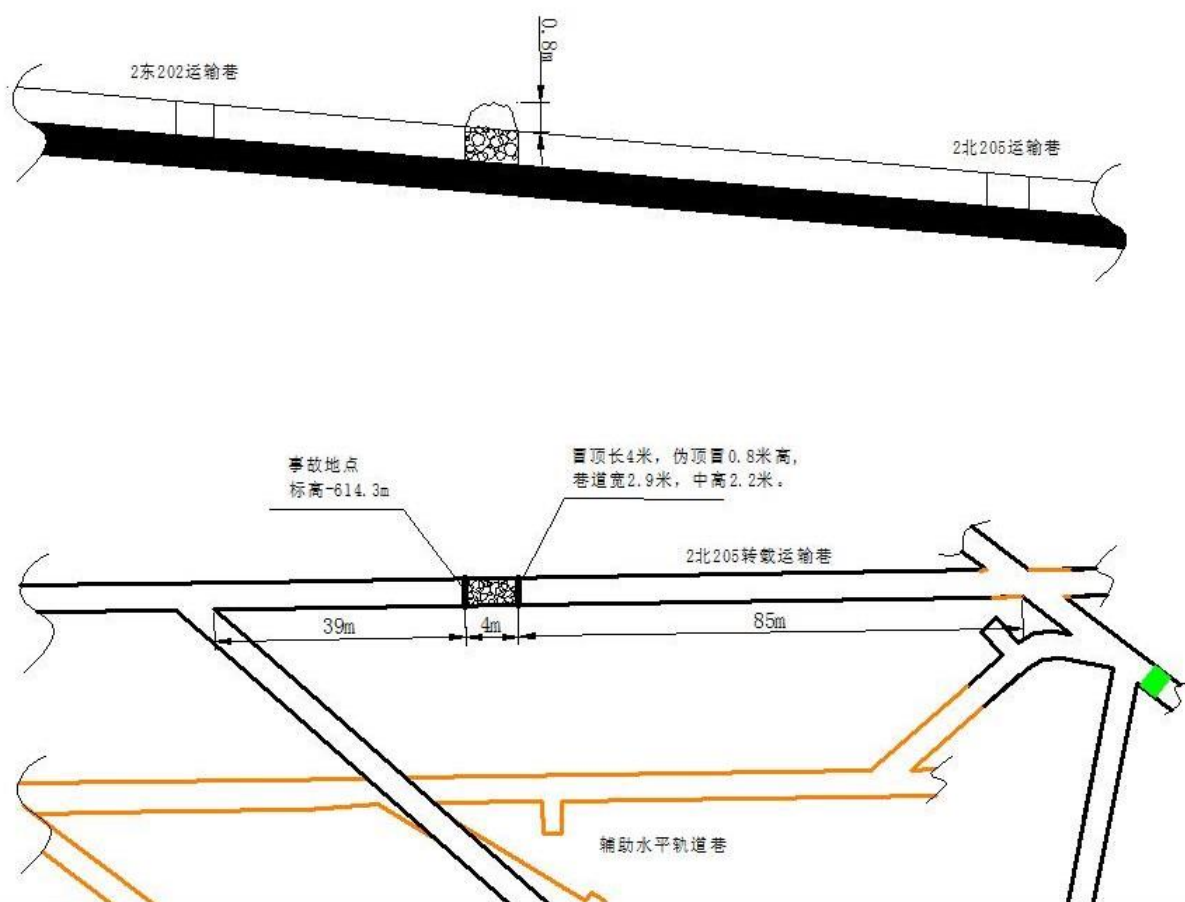 0.8m
2东202运输巷
2北205运输巷
事故地点
标高-614.3m
冒顶长4米，伪顶冒0.8米高，
巷道宽2.9米，中高2.2米。
2北205转载运输巷
39m
4m
85m
辅助水平轨道巷